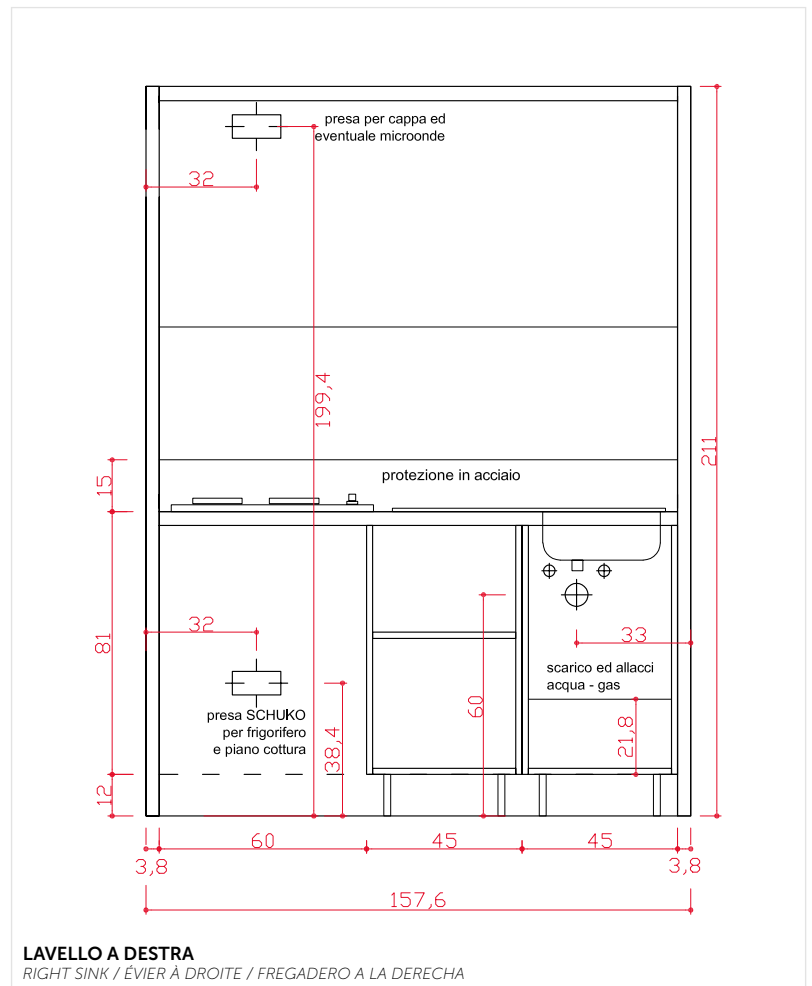 presa per cappa ed
eventuale microonde
32
199,4
211
15
protezione in acciaio
81
32
33
scarico ed allacci
acqua - gas
60
presa SCHUKO
per frigorifero
e piano cottura
38,4
21,8
12
60
45
45
3,8
3,8
157,6
LAVELLO A DESTRA
RIGHT SINK / ÉVIER À DROITE / FREGADERO A LA DERECHA